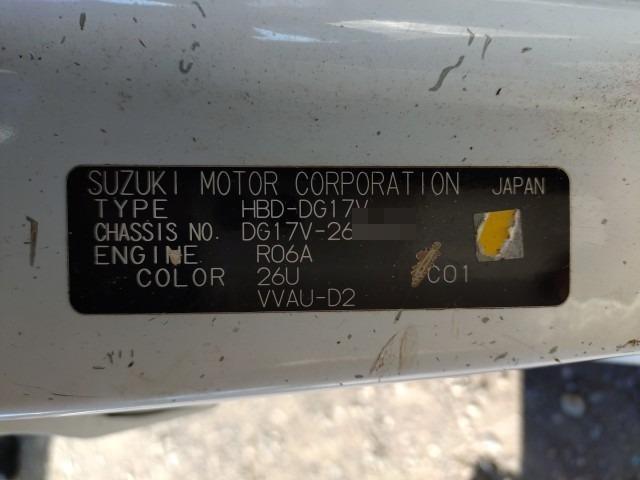 SUZUKI MOTOR CORPORATION JAPAN
TYPE HBD-DG17V
CHASSIS NO. DG17V-26
ENGINE R06A
COLOR 26U C01
VVAU-D2